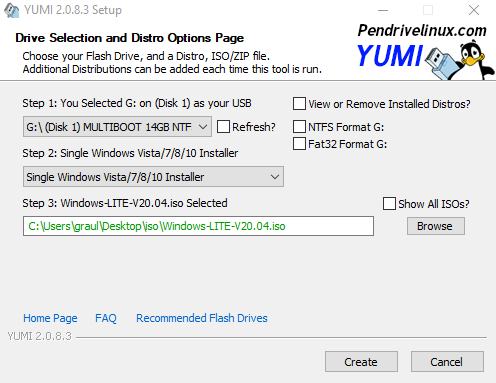 YUMI 2.0.8.3 Setup
Drive Selection and Distro Options Page
Choose your Flash Drive, and a Distro, ISO/ZIP file.
Additional Distributions can be added each time this tool is run.
Pendrivelinux.com
YUMI
Step 1: You Selected G: on (Disk 1) as your USB
View or Remove Installed Distros?
G:\ (Disk 1) MULTIBOOT 14GB NTF
Refresh?
NTFS Format G:
Fat32 Format G:
Step 2: Single Windows Vista/7/8/10 Installer
Single Windows Vista/7/8/10 Installer
Step 3: Windows-LITE-V20.04.iso Selected
Show All ISOs?
C:\Users\graul\Desktop\iso\Windows-LITE-V20.04.iso
Browse
Home Page FAQ Recommended Flash Drives
YUMI 2.0.8.3
Create Cancel